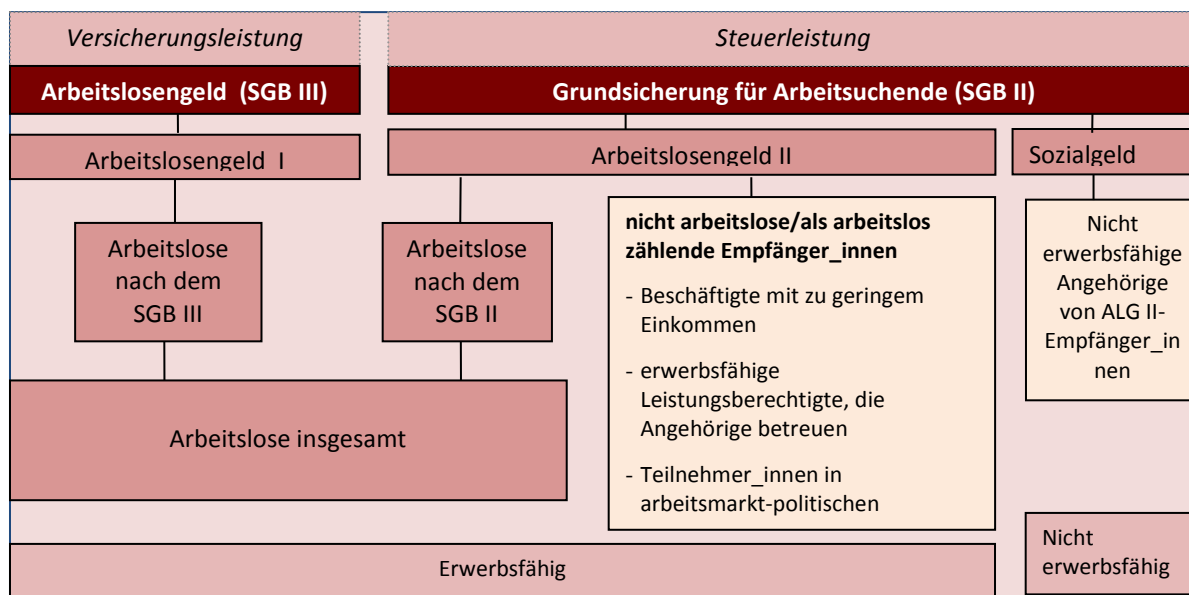 Versicherungsleistung
Steuerleistung
Arbeitslosengeld (SGB III)
Grundsicherung für Arbeitsuchende (SGB II)
Arbeitslosengeld I
Arbeitslosengeld II
Sozialgeld
Arbeitslose
nach dem
SGB III
Arbeitslose
nach dem
SGB II
nicht arbeitslose/als arbeitslos
zählende Empfänger_innen
- Beschäftigte mit zu geringem
Einkommen
- erwerbsfähige
Leistungsberechtigte, die
Angehörige betreuen
- Teilnehmer_innen in
arbeitsmarkt-politischen
Nicht
erwerbsfähige
Angehörige
von ALG II-
Empfänger_in
nen
Arbeitslose insgesamt
Erwerbsfähig
Nicht
erwerbsfähig